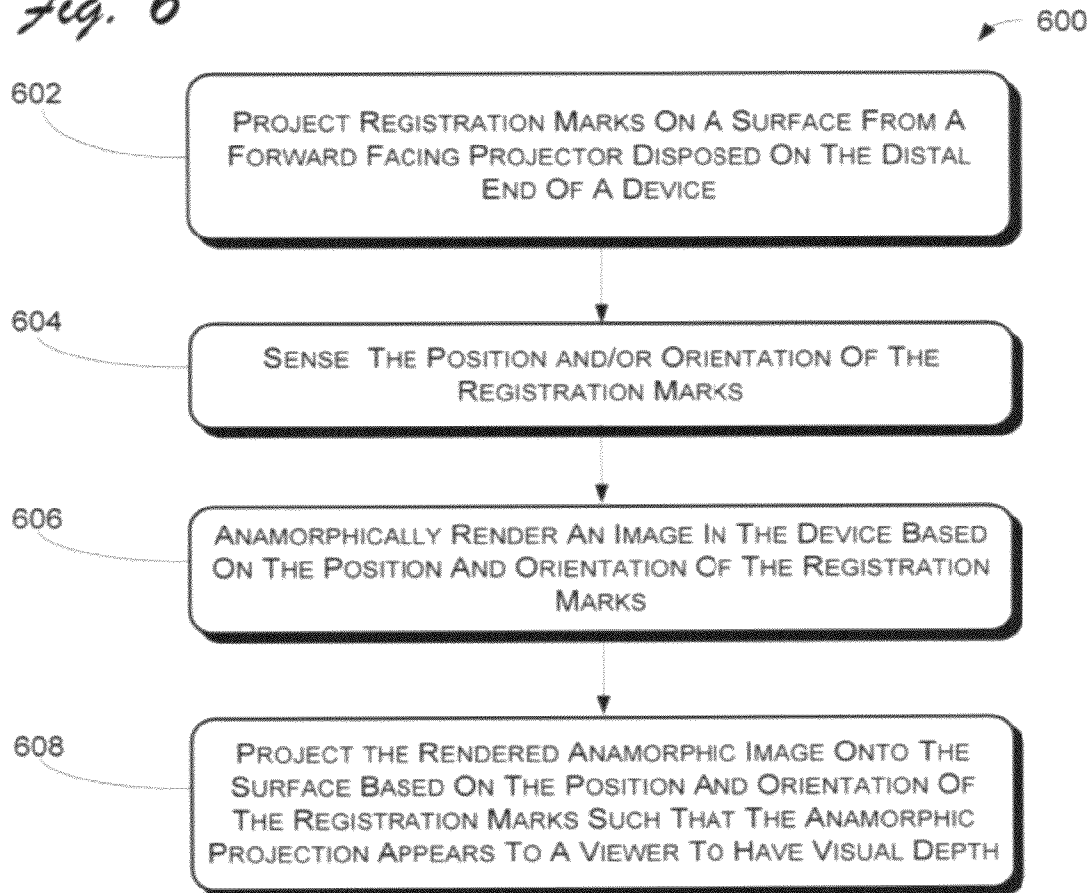 Fig. 6
600
602
PROJECT REGISTRATION MARKS ON A SURFACE FROM A
FORWARD FACING PROJECTOR DISPOSED ON THE DISTAL
END OF A DEVICE
604
SENSE THE POSITION AND/OR ORIENTATION OF THE
REGISTRATION MARKS
606
ANAMORPHICALLY RENDER AN IMAGE IN THE DEVICE BASED
ON THE POSITION AND ORIENTATION OF THE REGISTRATION
MARKS
608
PROJECT THE RENDERED ANAMORPHIC IMAGE ONTO THE
SURFACE BASED ON THE POSITION AND ORIENTATION OF
THE REGISTRATION MARKS SUCH THAT THE ANAMORPHIC
PROJECTION APPEARS TO A VIEWER TO HAVE VISUAL DEPTH